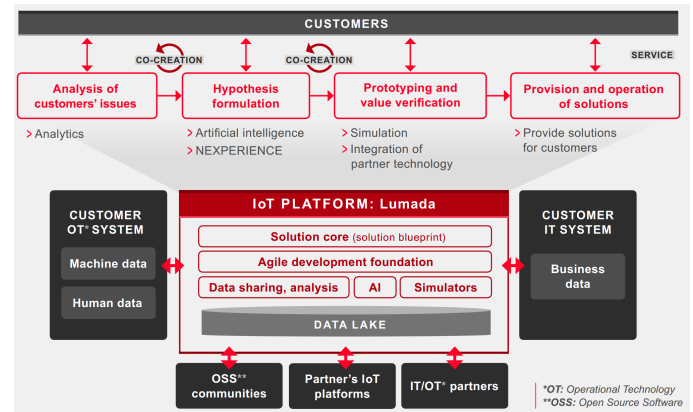 CUSTOMERS
CO-CREATION
CO-CREATION
SERVICE
Analysis of
customers' issues
Hypothesis
formulation
Prototyping and
value verification
Provision and operation
of solutions
> Analytics
> Artificial intelligence
> NEXPERIENCE
> Simulation
> Integration of
partner technology
> Provide solutions
for customers
CUSTOMER
OT* SYSTEM
Machine data
Human data
IoT PLATFORM: Lumada
Solution core (solution blueprint)
Agile development foundation
Data sharing, analysis
AI
Simulators
DATA LAKE
CUSTOMER
IT SYSTEM
Business
data
OSS**
communities
Partner's IoT
platforms
IT/OT* partners
*OT: Operational Technology
**OSS: Open Source Software